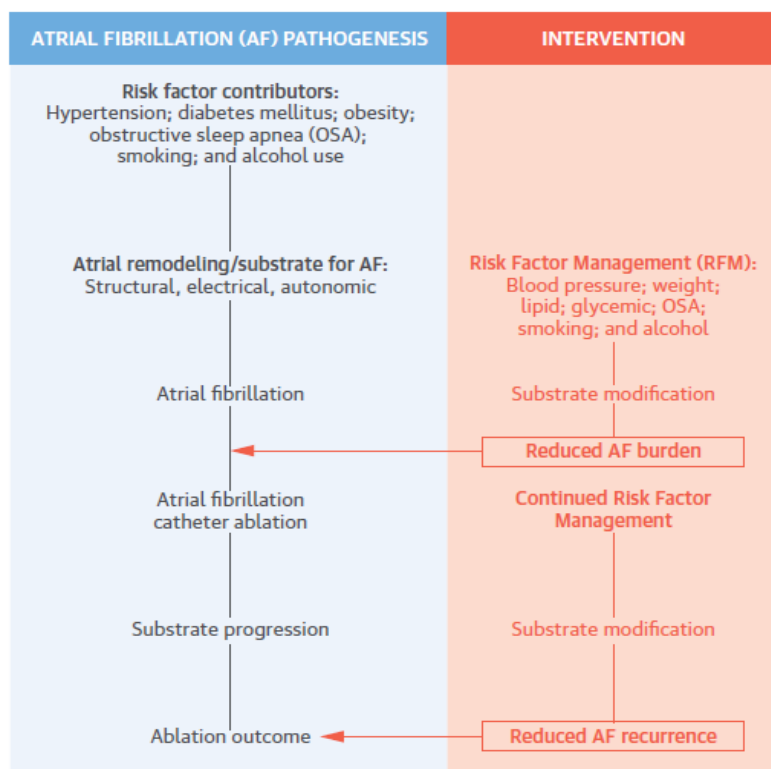 ATRIAL FIBRILLATION (AF) PATHOGENESIS
INTERVENTION
Risk factor contributors:
Hypertension; diabetes mellitus; obesity;
obstructive sleep apnea (OSA);
smoking; and alcohol use
Atrial remodeling/substrate for AF:
Structural, electrical, autonomic
Risk Factor Management (RFM):
Blood pressure; weight;
lipid; glycemic; OSA;
smoking; and alcohol
Atrial fibrillation
Substrate modification
Reduced AF burden
Atrial fibrillation
catheter ablation
Continued Risk Factor
Management
Substrate progression
Substrate modification
Ablation outcome
Reduced AF recurrence